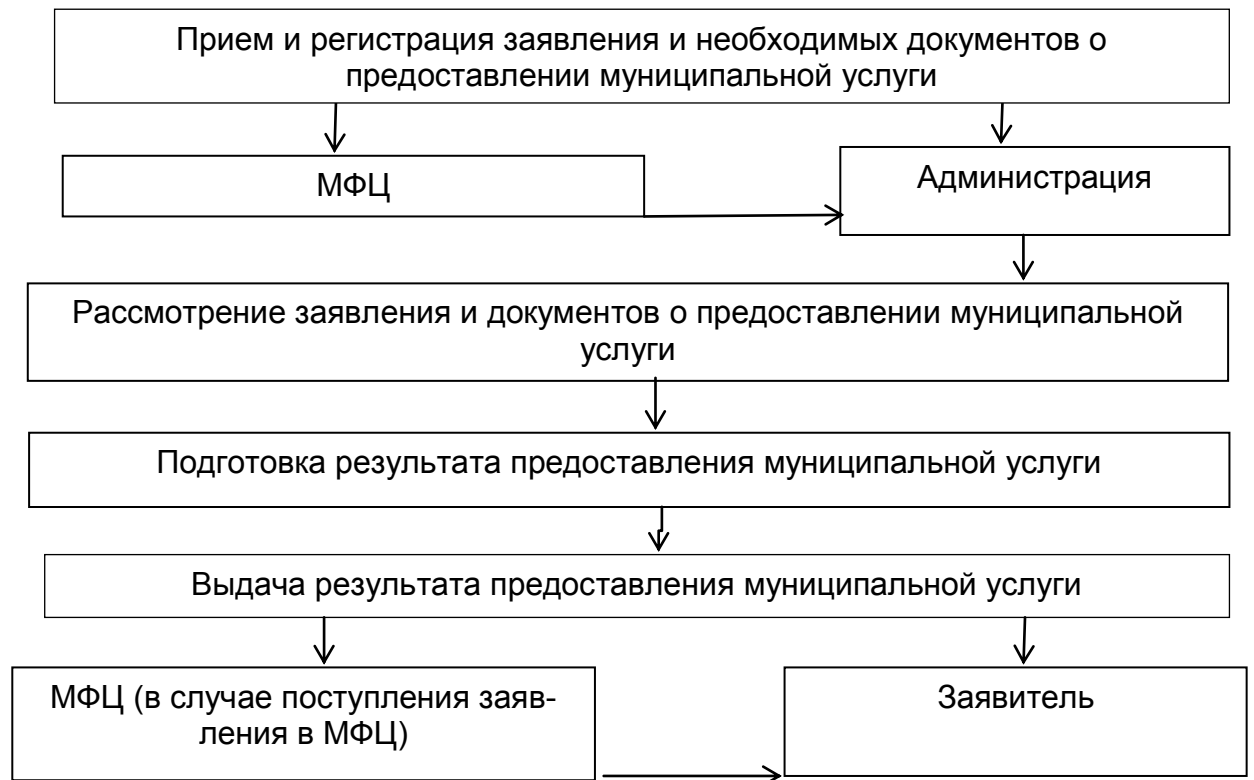 Прием и регистрация заявления и необходимых документов о
предоставлении муниципальной услуги
МФЦ
Администрация
Рассмотрение заявления и документов о предоставлении муниципальной
услуги
Подготовка результата предоставления муниципальной услуги
Выдача результата предоставления муниципальной услуги
МФЦ (в случае поступления заяв-
ления в МФЦ)
Заявитель